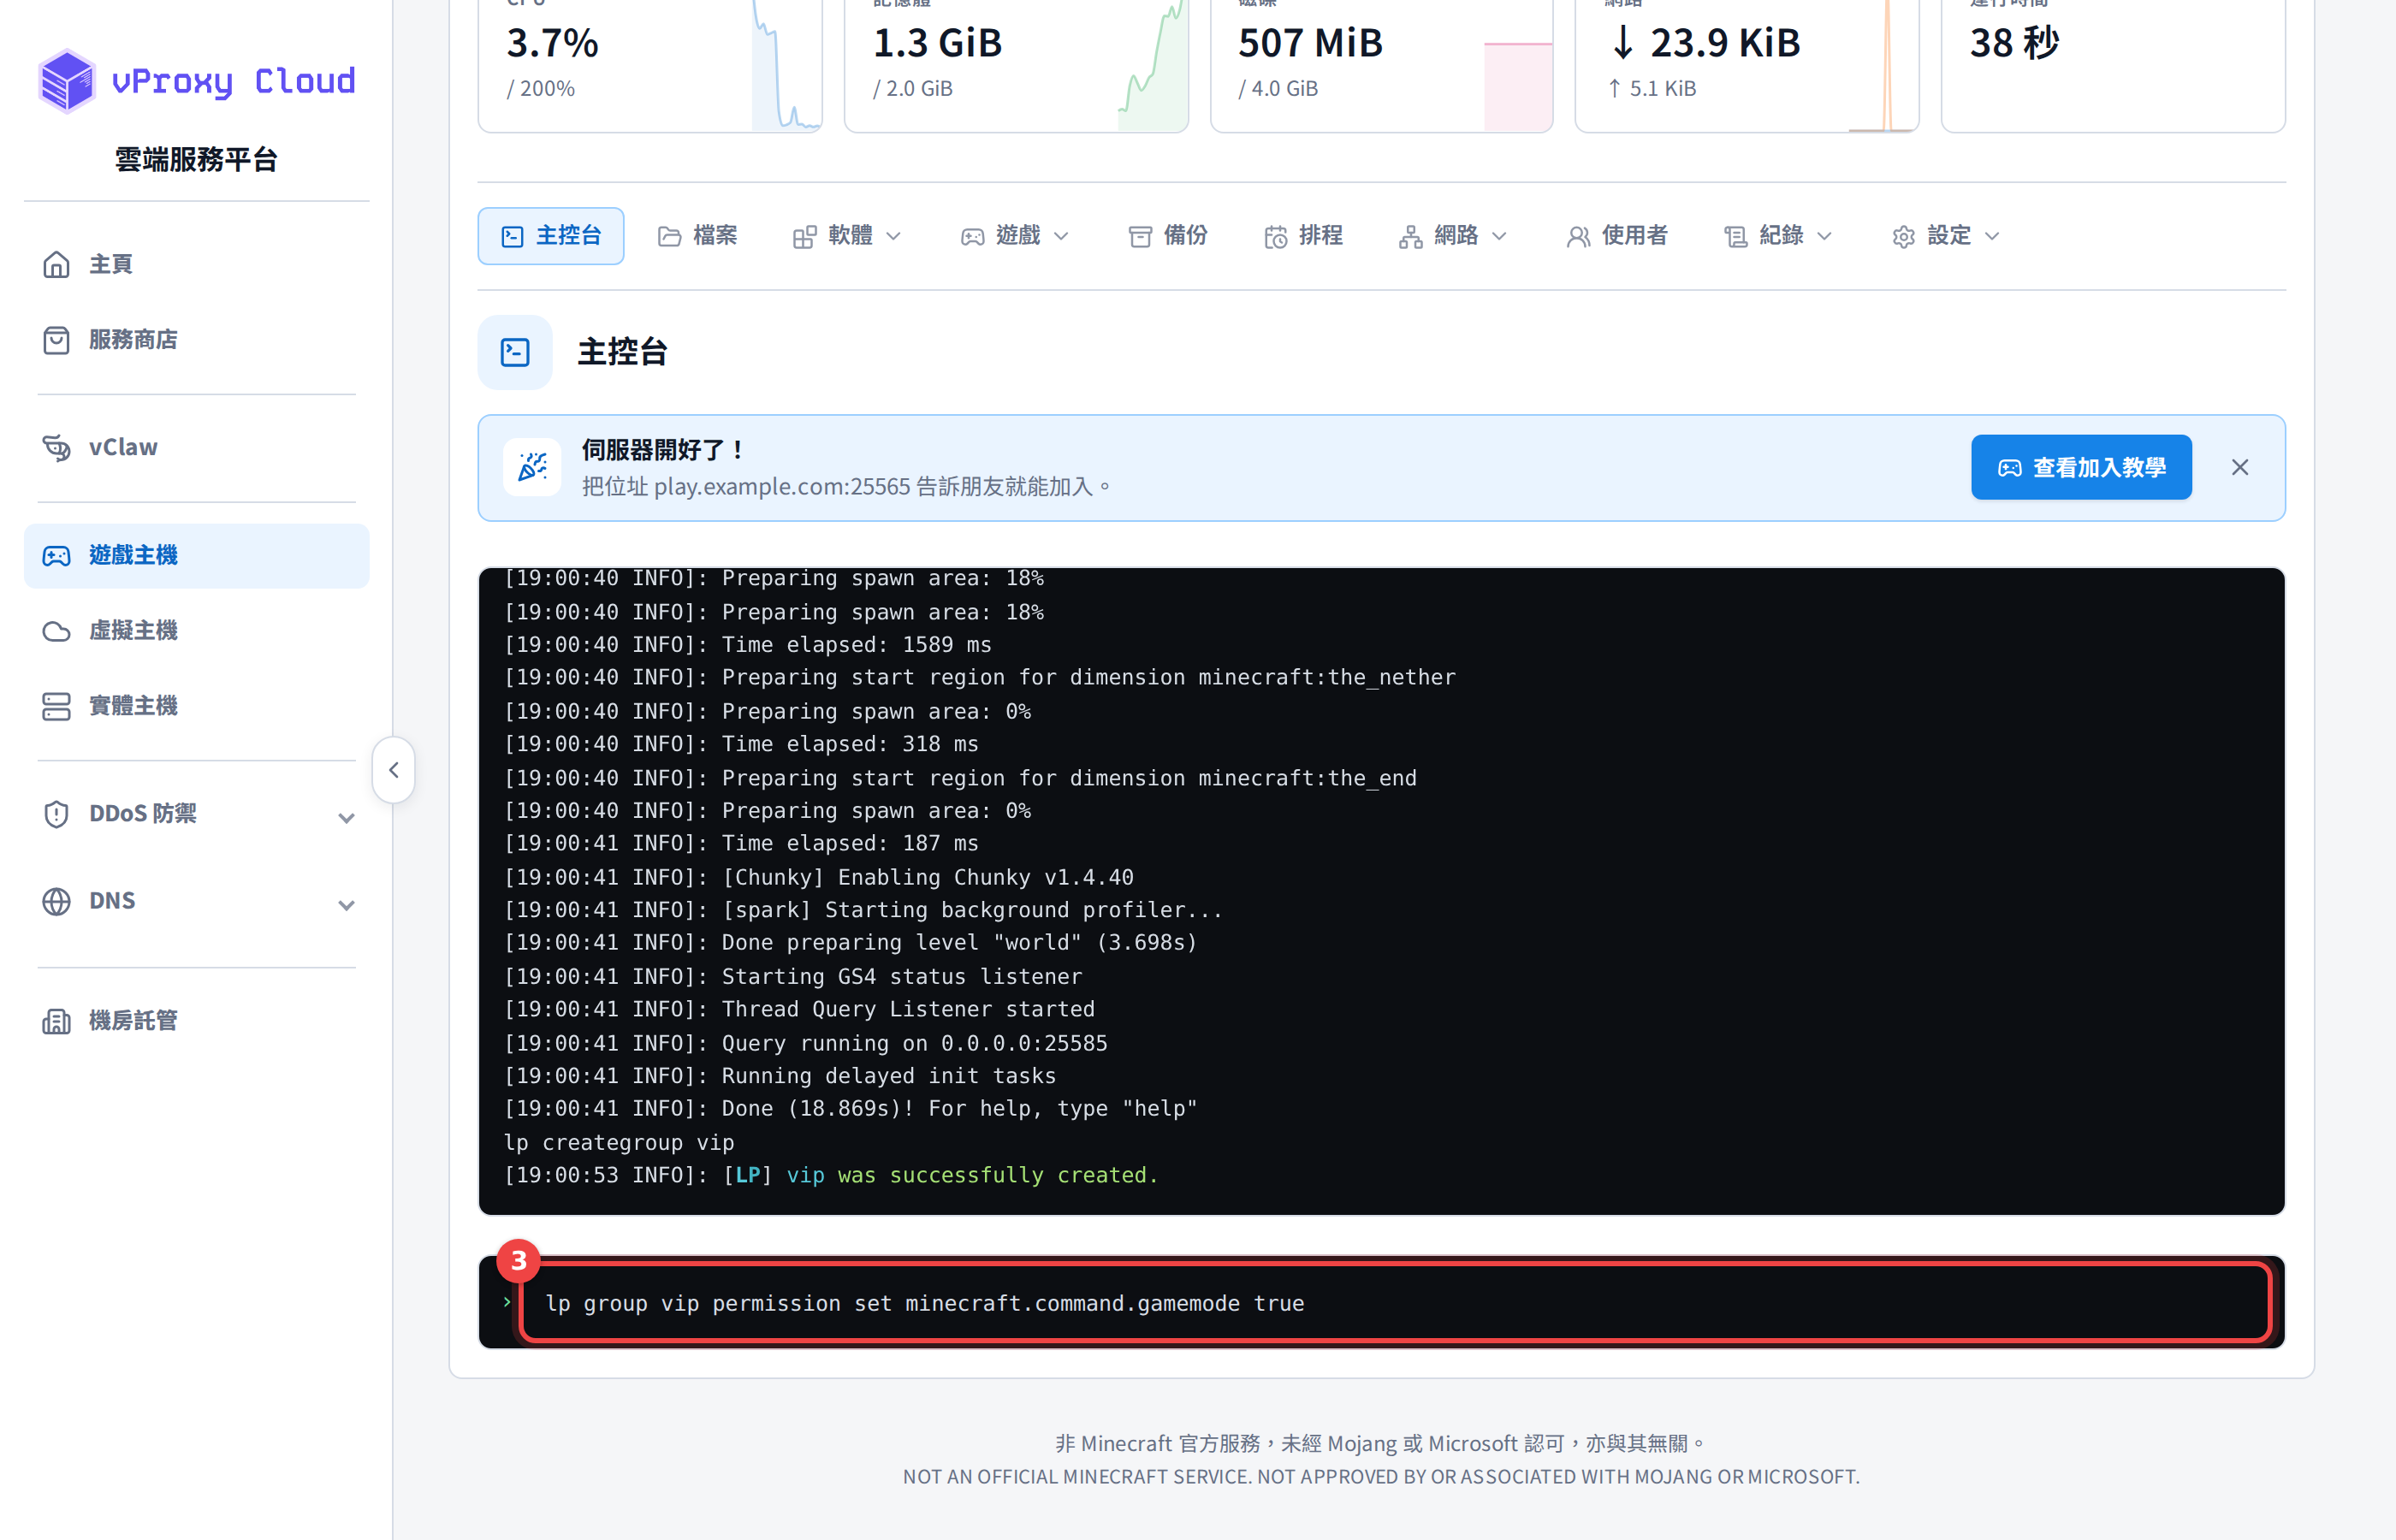 vProxy Cloud
雲端服務平台
主頁
服務商店
vClaw
遊戲主機
虛擬主機
實體主機
DDoS 防禦
DNS
機房託管
3.7%
/ 200%
1.3 GiB
/ 2.0 GiB
507 MiB
/ 4.0 GiB
↓ 23.9 KiB
↑ 5.1 KiB
38 秒
主控台
檔案
軟體
遊戲
備份
排程
網路
使用者
紀錄
設定
主控台
伺服器開好了！
把位址 play.example.com:25565 告訴朋友就能加入。
查看加入教學
[19:00:40 INFO]: Preparing spawn area: 18%
[19:00:40 INFO]: Preparing spawn area: 18%
[19:00:40 INFO]: Time elapsed: 1589 ms
[19:00:40 INFO]: Preparing start region for dimension minecraft:the_nether
[19:00:40 INFO]: Preparing spawn area: 0%
[19:00:40 INFO]: Time elapsed: 318 ms
[19:00:40 INFO]: Preparing start region for dimension minecraft:the_end
[19:00:40 INFO]: Preparing spawn area: 0%
[19:00:41 INFO]: Time elapsed: 187 ms
[19:00:41 INFO]: [Chunky] Enabling Chunky v1.4.40
[19:00:41 INFO]: [spark] Starting background profiler...
[19:00:41 INFO]: Done preparing level "world" (3.698s)
[19:00:41 INFO]: Starting GS4 status listener
[19:00:41 INFO]: Thread Query Listener started
[19:00:41 INFO]: Query running on 0.0.0.0:25585
[19:00:41 INFO]: Running delayed init tasks
[19:00:41 INFO]: Done (18.869s)! For help, type "help"
lp creategroup vip
[19:00:53 INFO]: [LP] vip was successfully created.
3
› lp group vip permission set minecraft.command.gamemode true
非 Minecraft 官方服務，未經 Mojang 或 Microsoft 認可，亦與其無關。
NOT AN OFFICIAL MINECRAFT SERVICE. NOT APPROVED BY OR ASSOCIATED WITH MOJANG OR MICROSOFT.